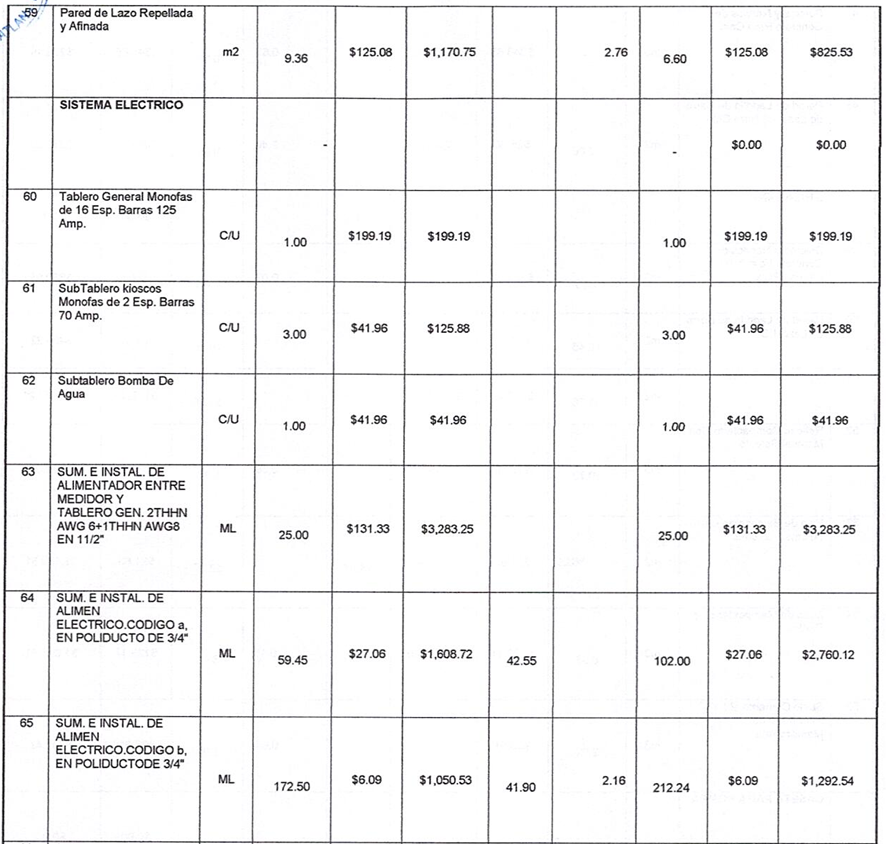 59 Pared de Lazo Repellada
y Afinada
m2 9.36 $125.08 $1,170.75 2.76 6.60 $125.08 $825.53
SISTEMA ELECTRICO
- - $0.00 $0.00
60 Tablero General Monofas
de 16 Esp. Barras 125
Amp.
C/U 1.00 $199.19 $199.19 1.00 $199.19 $199.19
61 SubTablero kioscos
Monofas de 2 Esp. Barras
70 Amp.
C/U 3.00 $41.96 $125.88 3.00 $41.96 $125.88
62 Subtablero Bomba De
Agua
C/U 1.00 $41.96 $41.96 1.00 $41.96 $41.96
63 SUM. E INSTAL. DE
ALIMENTADOR ENTRE
MEDIDOR Y
TABLERO GEN. 2THHN
AWG 6+1THHN AWG8
EN 11/2"
ML 25.00 $131.33 $3,283.25 25.00 $131.33 $3,283.25
64 SUM. E INSTAL. DE
ALIMEN
ELECTRICO.CODIGO a,
EN POLIDUCTO DE 3/4"
ML 59.45 $27.06 $1,608.72 42.55 102.00 $27.06 $2,760.12
65 SUM. E INSTAL. DE
ALIMEN
ELECTRICO.CODIGO b,
EN POLIDUCTODE 3/4"
ML 172.50 $6.09 $1,050.53 41.90 2.16 212.24 $6.09 $1,292.54